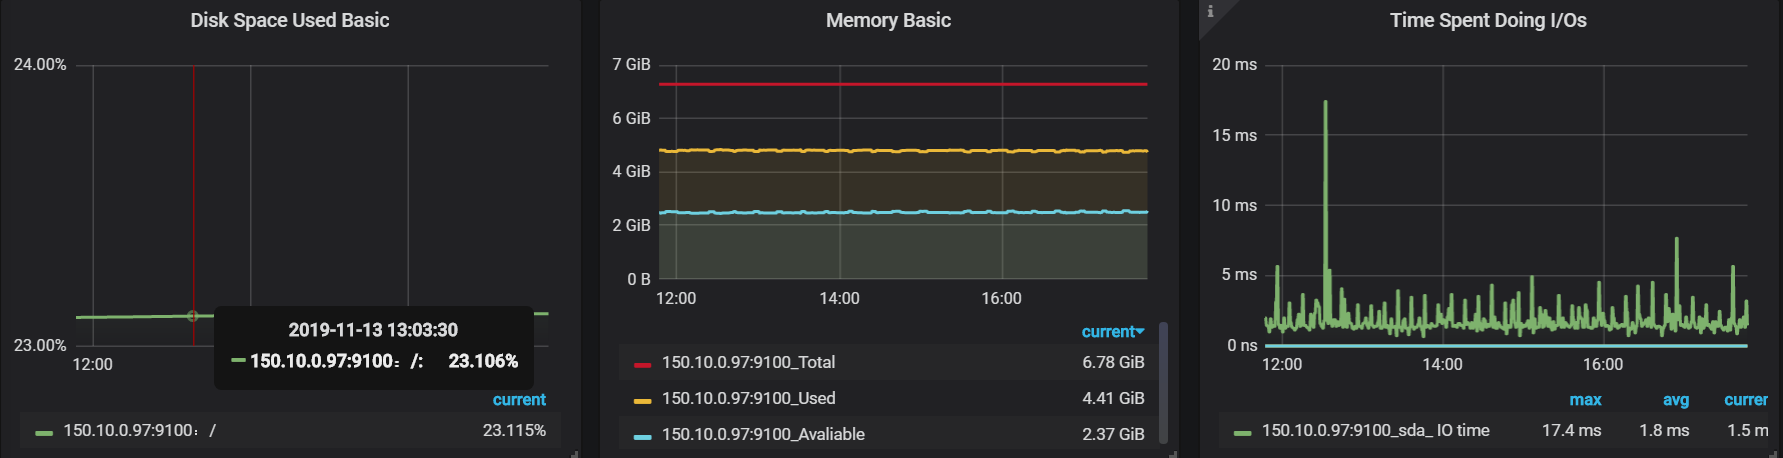 Disk Space Used Basic
24.00%
23.00%
12:00
2019-11-13 13:03:30
150.10.0.97:9100：/: 23.106%
current
150.10.0.97:9100：/ 23.115%
Memory Basic
7 GiB
6 GiB
4 GiB
2 GiB
0 B
12:00 14:00 16:00
current
150.10.0.97:9100_Total 6.78 GiB
150.10.0.97:9100_Used 4.41 GiB
150.10.0.97:9100_Avaliable 2.37 GiB
i
Time Spent Doing I/Os
20 ms
15 ms
10 ms
5 ms
0 ns
12:00 14:00 16:00
max avg curren
150.10.0.97:9100_sda_ IO time 17.4 ms 1.8 ms 1.5 m